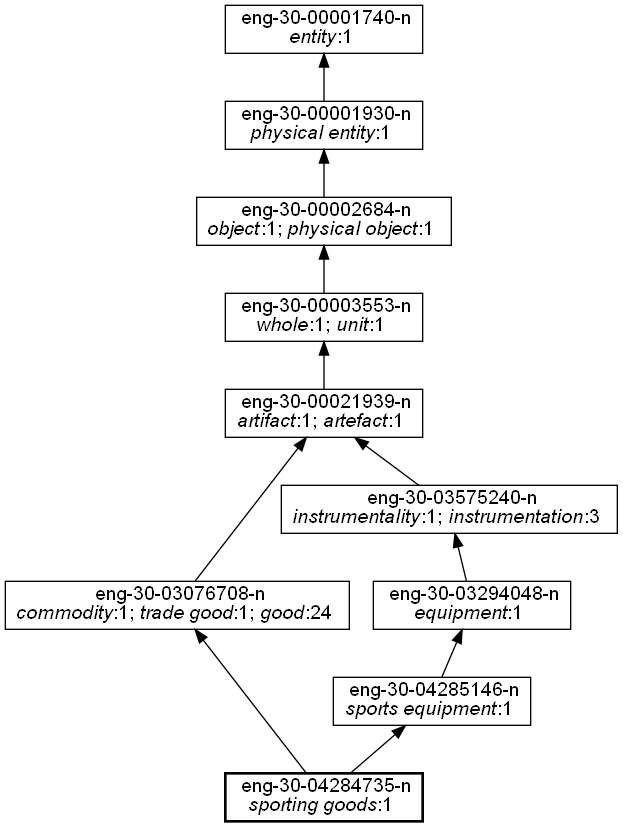 eng-30-00001740-n
entity:1
eng-30-00001930-n
physical entity:1
eng-30-00002684-n
object:1; physical object:1
eng-30-00003553-n
whole:1; unit:1
eng-30-00021939-n
artifact:1; artefact:1
eng-30-03575240-n
instrumentality:1; instrumentation:3
eng-30-03076708-n
commodity:1; trade good:1; good:24
eng-30-03294048-n
equipment:1
eng-30-04285146-n
sports equipment:1
eng-30-04284735-n
sporting goods:1